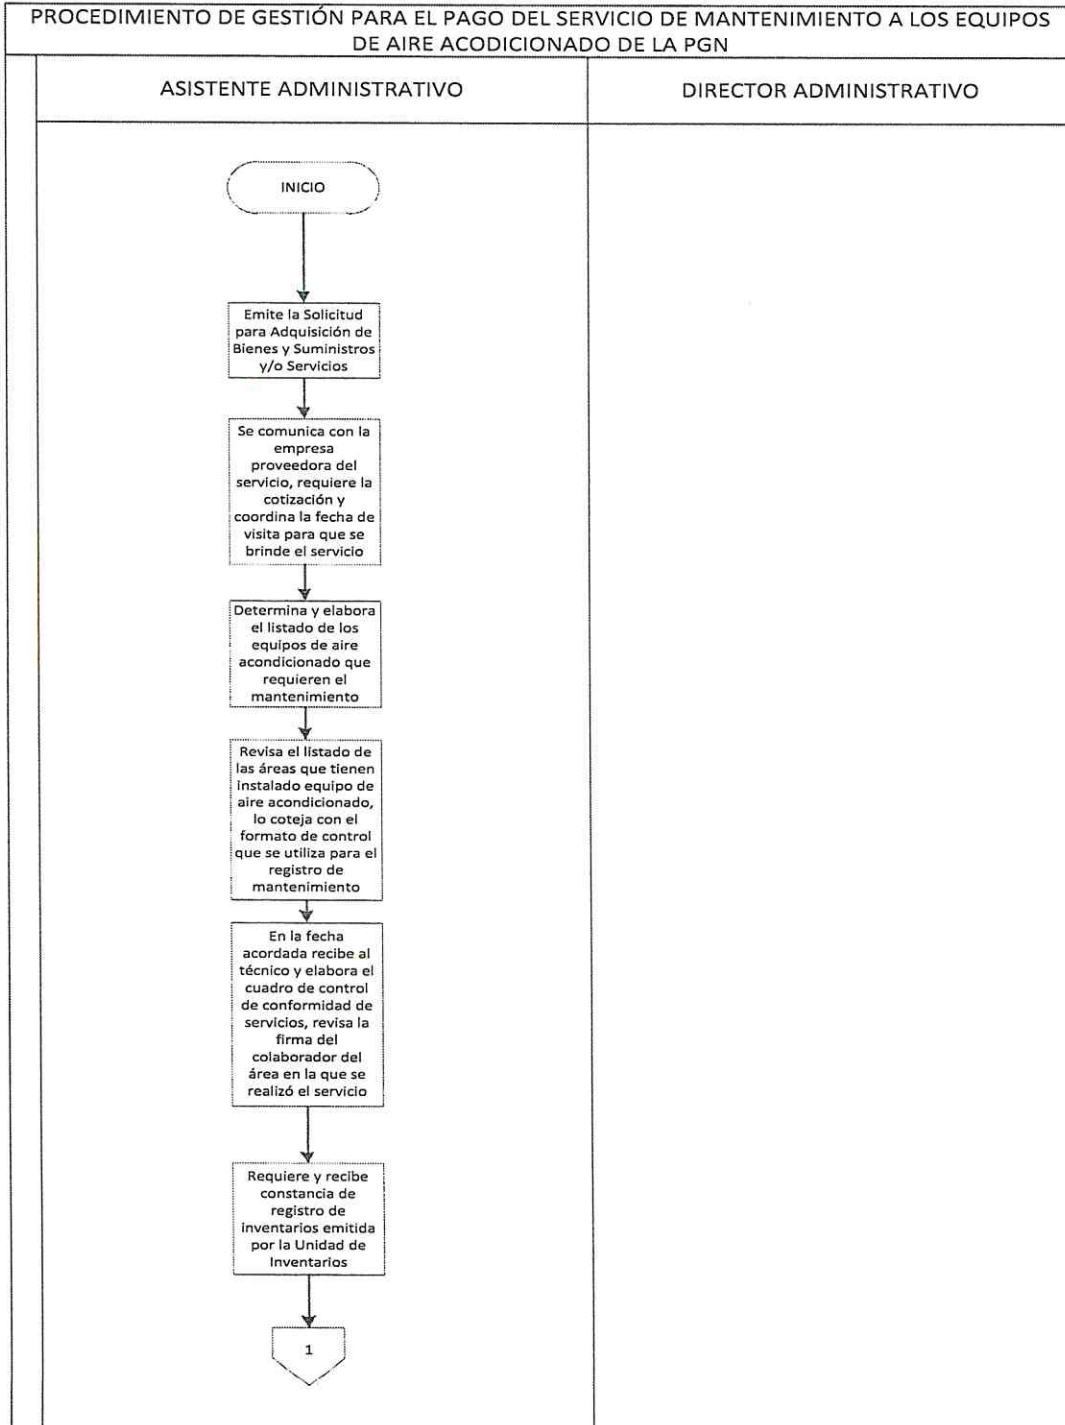 PROCEDIMIENTO DE GESTIÓN PARA EL PAGO DEL SERVICIO DE MANTENIMIENTO A LOS EQUIPOS
DE AIRE ACODICIONADO DE LA PGN
ASISTENTE ADMINISTRATIVO
DIRECTOR ADMINISTRATIVO
INICIO
Emite la Solicitud
para Adquisición de
Bienes y Suministros
y/o Servicios
Se comunica con la
empresa
proveedora del
servicio, requiere la
cotización y
coordina la fecha de
visita para que se
brinde el servicio
Determina y elabora
el listado de los
equipos de aire
acondicionado que
requieren el
mantenimiento
Revisa el listado de
las áreas que tienen
instalado equipo de
aire acondicionado,
lo coteja con el
formato de control
que se utiliza para el
registro de
mantenimiento
En la fecha
acordada recibe al
técnico y elabora el
cuadro de control
de conformidad de
servicios, revisa la
firma del
colaborador del
área en la que se
realizó el servicio
Requiere y recibe
constancia de
registro de
inventarios emitida
por la Unidad de
Inventarios
1